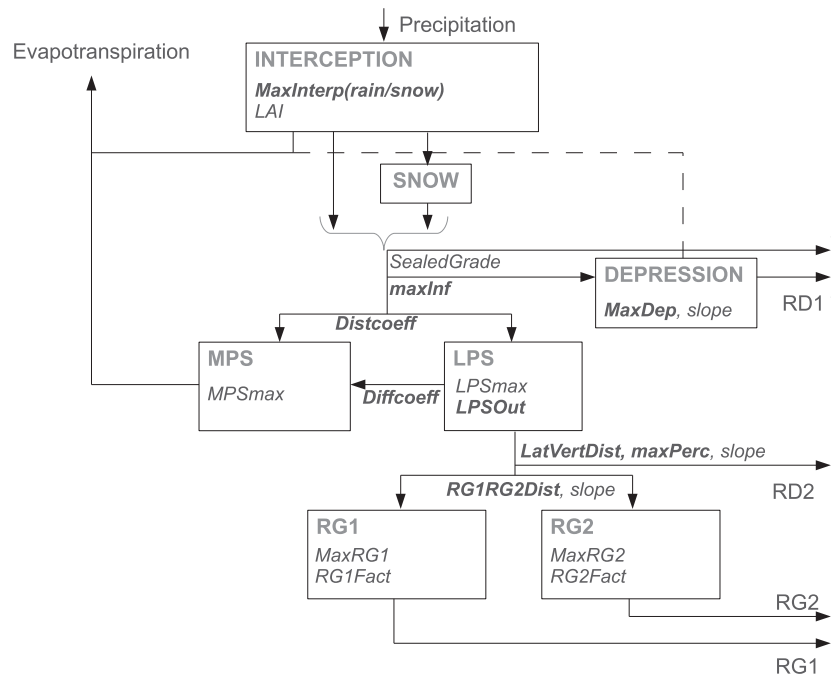 Precipitation
Evapotranspiration
INTERCEPTION
MaxInterp(rain/snow)
LAI
SNOW
SealedGrade
maxInf
DEPRESSION
MaxDep, slope
RD1
Distcoeff
MPS
MPSmax
Diffcoeff
LPS
LPSmax
LPSOut
LatVertDist, maxPerc, slope
RD2
RG1RG2Dist, slope
RG1
MaxRG1
RG1Fact
RG2
MaxRG2
RG2Fact
RG2
RG1